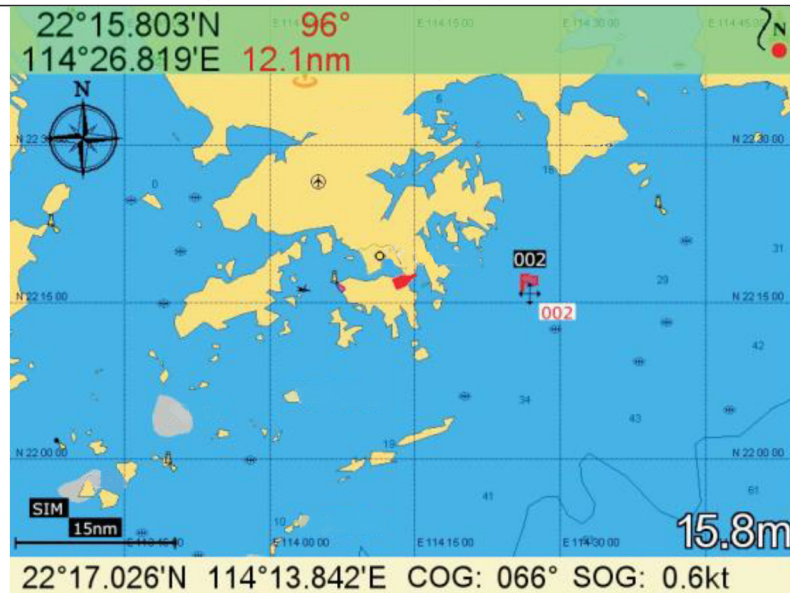 22°15.803'N 96°
114°26.819'E 12.1nm
N
E 114 15 00
E 114 30 00
E 114 45 00
N
N
5
7
N 22 30 00
18
0
31
002
29
N 22 15 00
N 22 15 00
002
42
34
43
19
N 22 00 00
N 22 00 00
41
61
SIM
15nm
10
15.8m
E 114 00 00
E 114 15 00
E 114 30 00
22°17.026'N 114°13.842'E COG: 066° SOG: 0.6kt